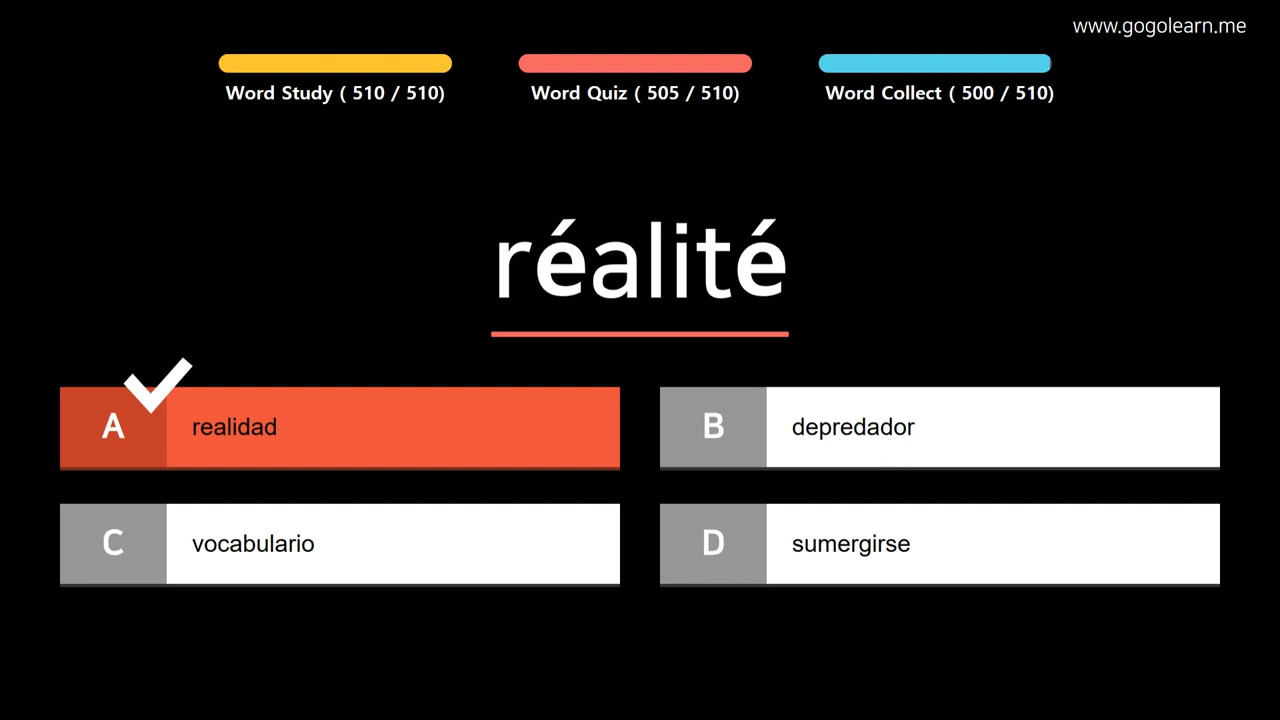 www.gogolearn.me
Word Study ( 510 / 510)
Word Quiz ( 505 / 510)
Word Collect ( 500 / 510)
réalité
A realidad
B depredador
C vocabulario
D sumergirse